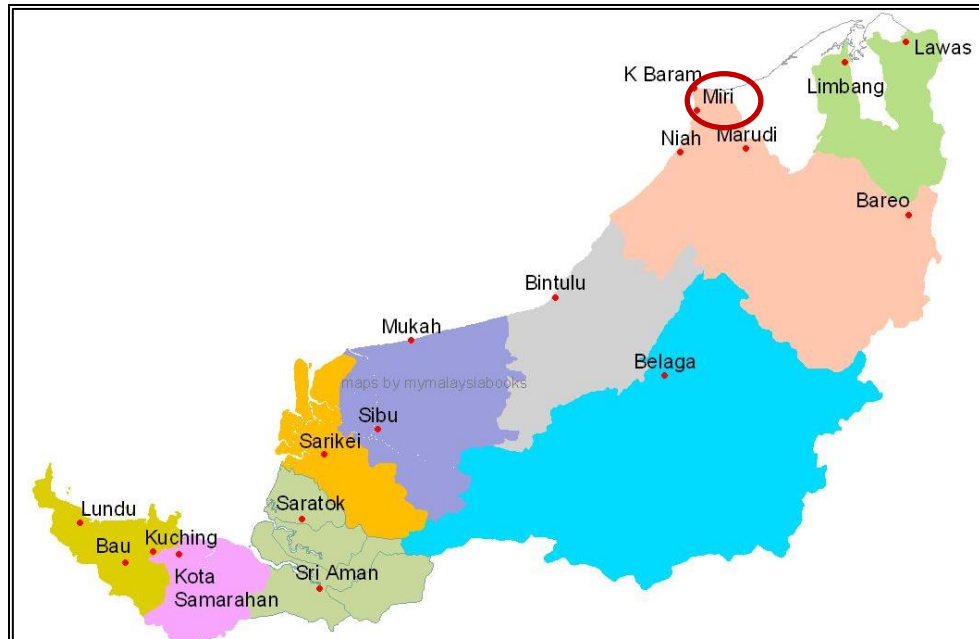 Lawas
K Baram
Limbang
Miri
Niah
Marudi
Bareo
Bintulu
Mukah
Belaga
maps by mymalaysiabooks
Sibu
Sarikei
Saratok
Lundu
Kuching
Bau
Kota
Samarahan
Sri Aman